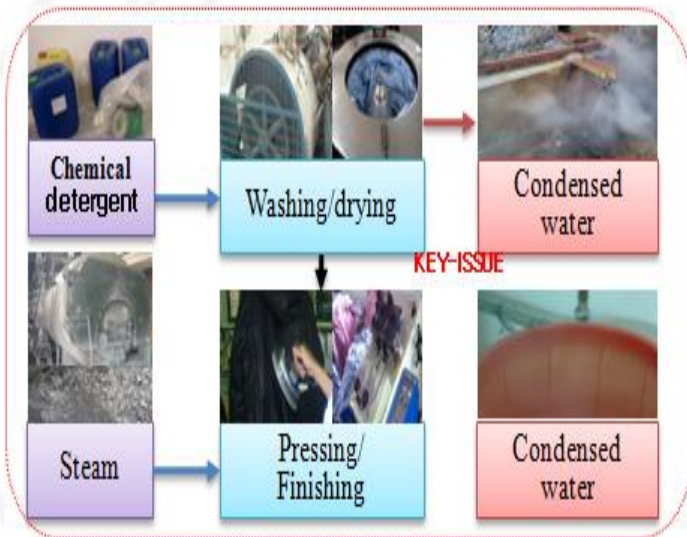 Chemical
detergent
Washing/drying
Condensed
water
KEY-ISSUE
Steam
Pressing/
Finishing
Condensed
water